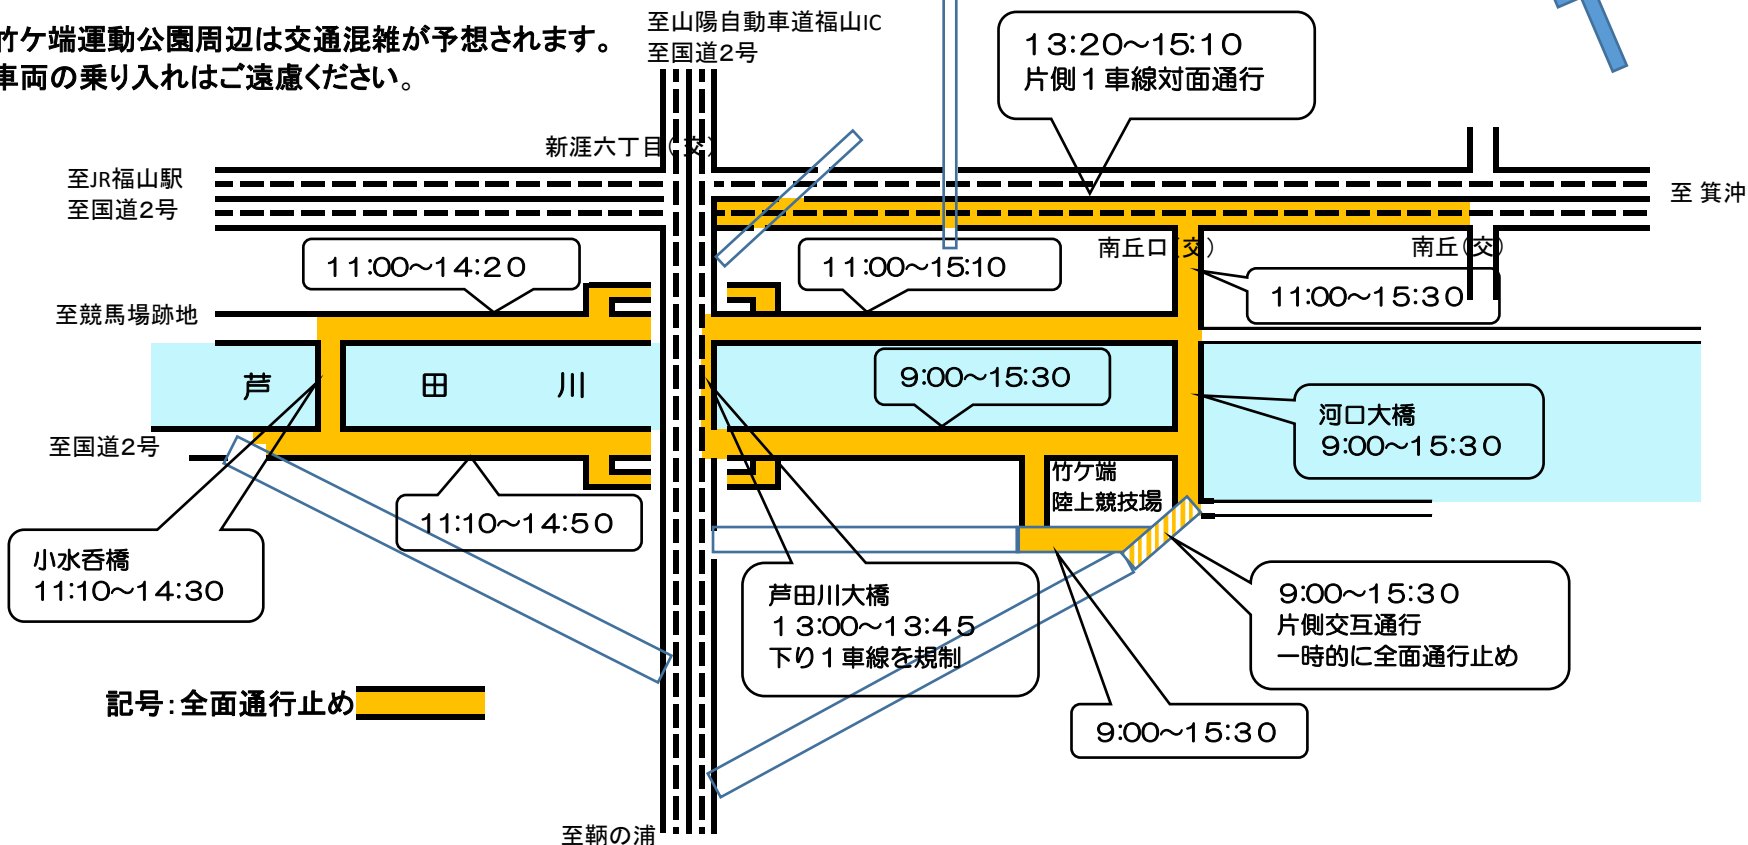 竹ケ端運動公園周辺は交通混雑が予想されます。
車両の乗り入れはご遠慮ください。
至山陽自動車道福山IC
至国道2号
13:20～15:10
片側1車線対面通行
新涯六丁目(交)
至JR福山駅
至国道2号
至 箕沖
南丘口(交)
南丘(交)
11:00～14:20
11:00～15:10
11:00～15:30
至競馬場跡地
芦 田 川
9:00～15:30
河口大橋
9:00～15:30
至国道2号
竹ケ端
陸上競技場
11:10～14:50
小水呑橋
11:10～14:30
芦田川大橋
13:00～13:45
下り1車線を規制
9:00～15:30
片側交互通行
一時的に全面通行止め
9:00～15:30
記号:全面通行止め
至鞆の浦